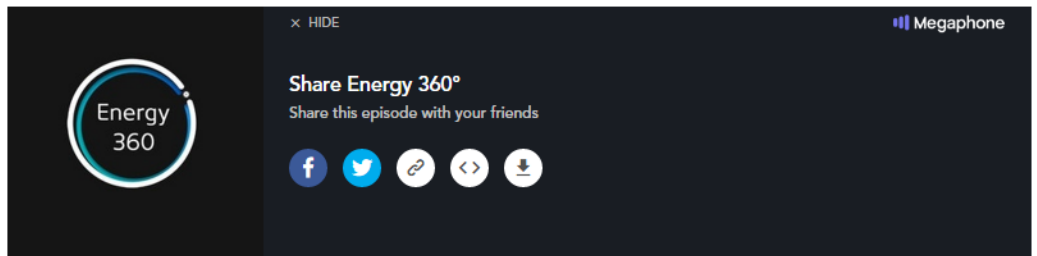 × HIDE
Megaphone
Energy
360
Share Energy 360°
Share this episode with your friends